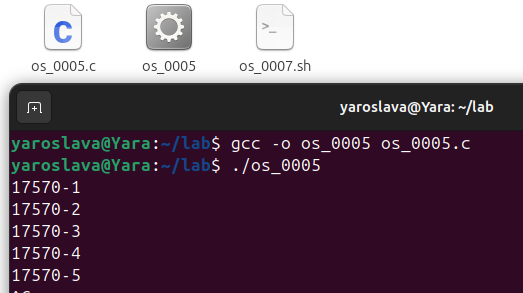 C
os_0005.c
os_0005
>_
os_0007.sh
yaroslava@Yara: ~/lab
yaroslava@Yara:~/lab$ gcc -o os_0005 os_0005.c
yaroslava@Yara:~/lab$ ./os_0005
17570-1
17570-2
17570-3
17570-4
17570-5